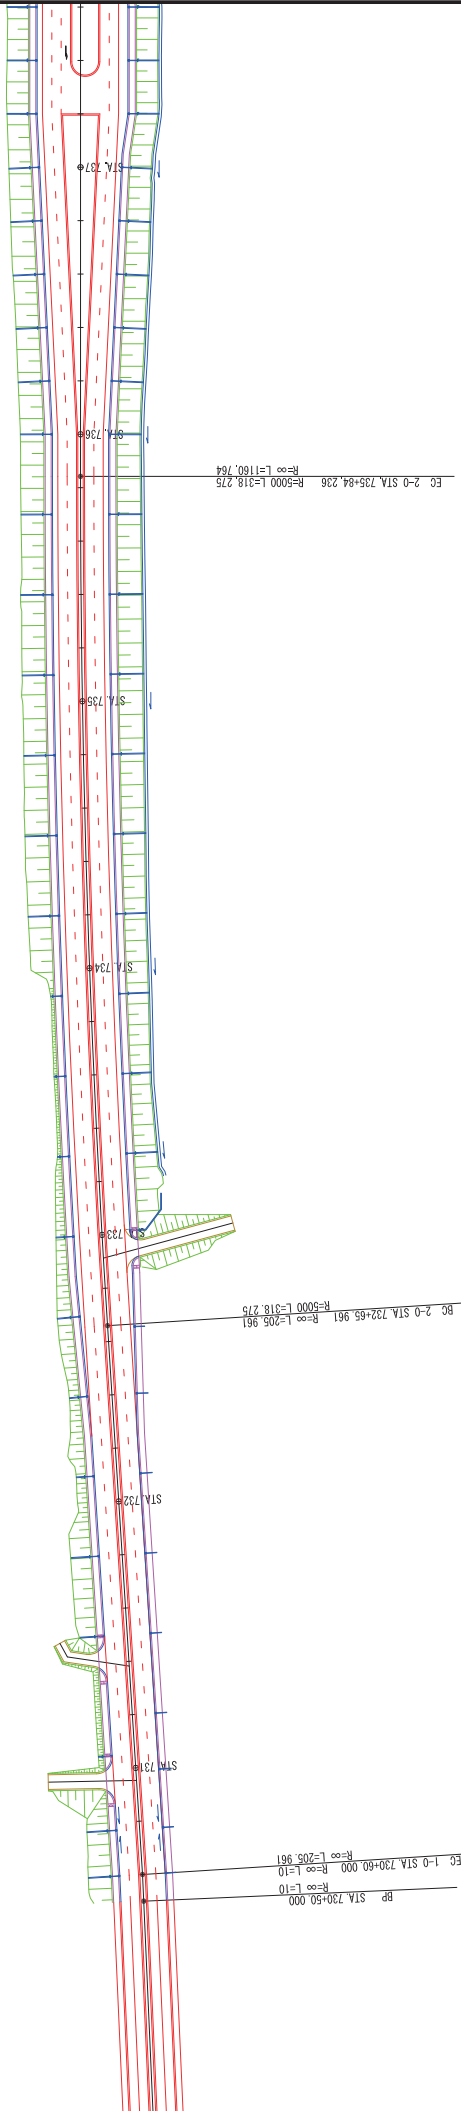 STA. 737
STA. 736
R=∞ L=1160.764
EC 2-0 STA. 735+84.236 R=5000 L=318.275
STA. 735
STA. 734
STA. 733
R=5000 L=318.275
BC 2-0 STA. 732+65.961 R=∞ L=205.961
STA. 732
STA. 731
R=∞ L=205.961
EC 1-0 STA. 730+60.000 R=∞ L=10
R=∞ L=10
BP STA. 730+50.000